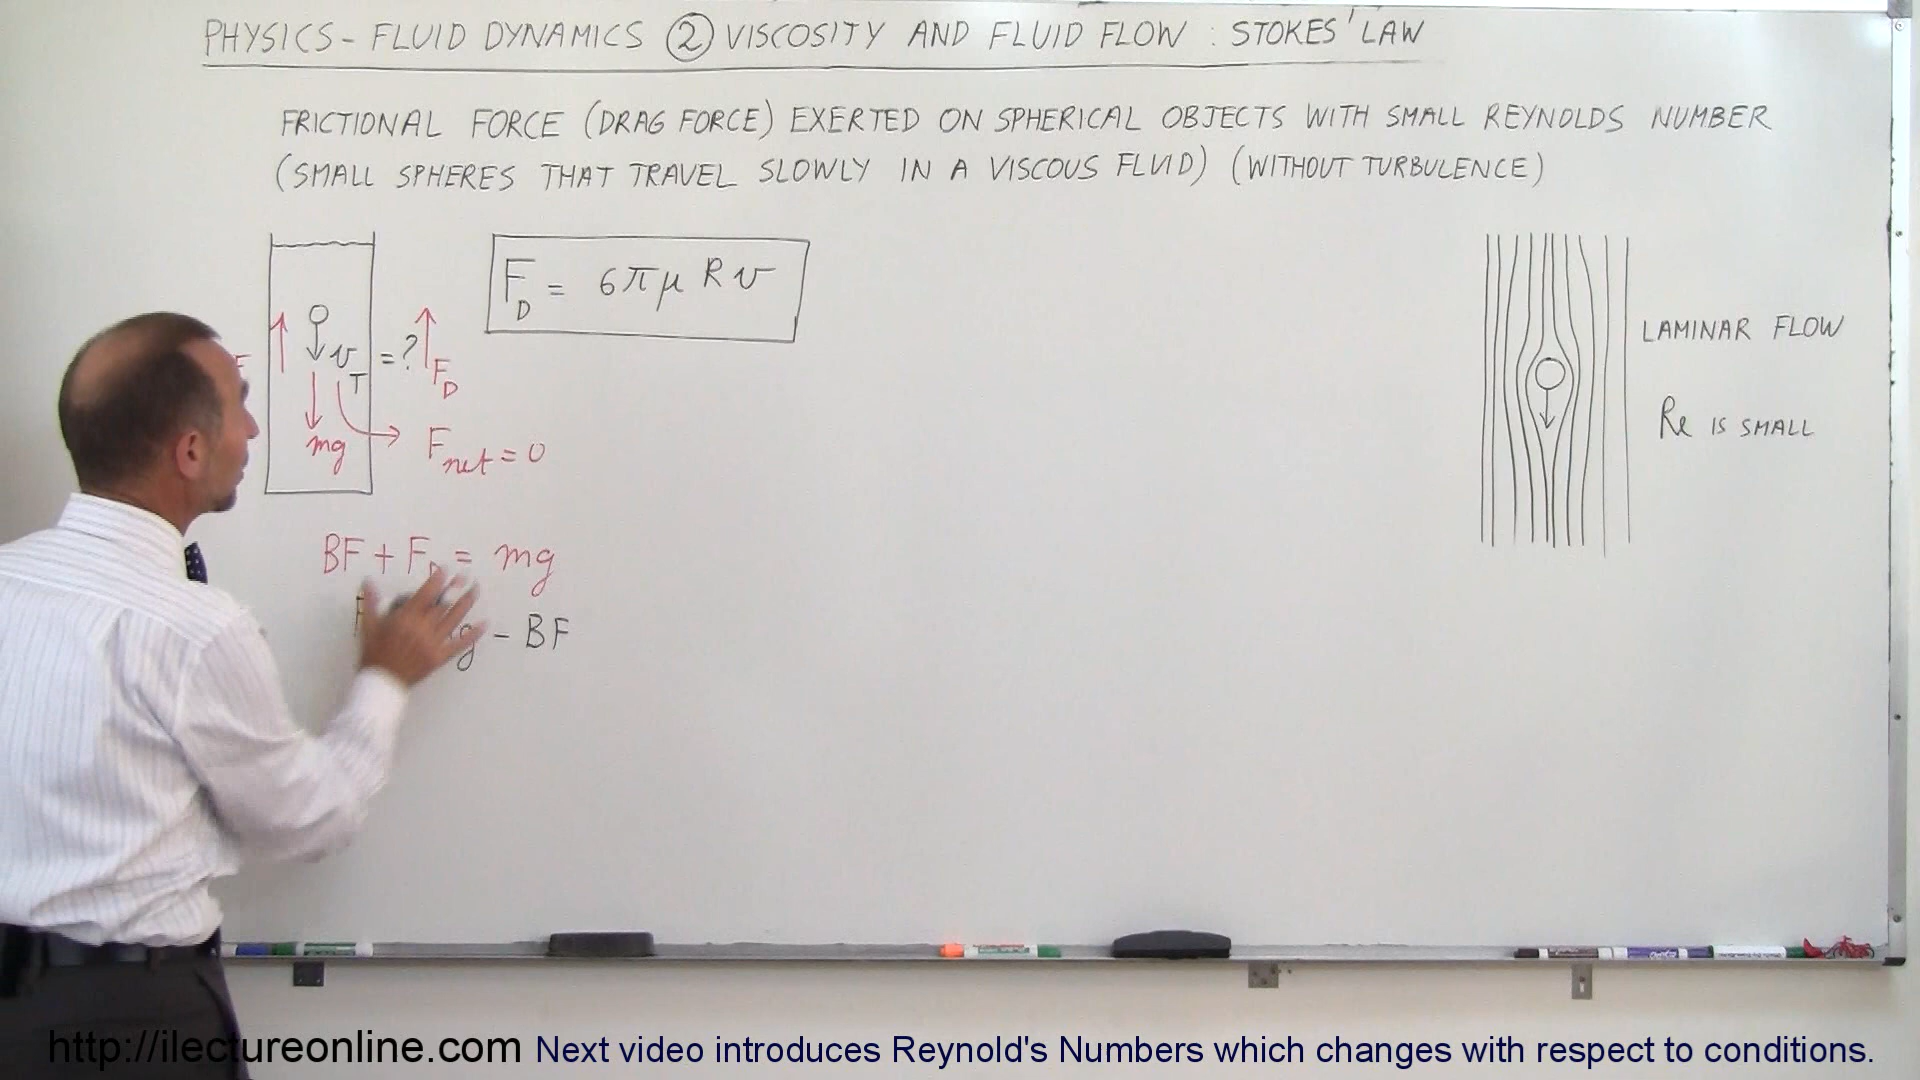 PHYSICS - FLUID DYNAMICS ② VISCOSITY AND FLUID FLOW : STOKES' LAW
FRICTIONAL FORCE (DRAG FORCE) EXERTED ON SPHERICAL OBJECTS WITH SMALL REYNOLDS NUMBER
(SMALL SPHERES THAT TRAVEL SLOWLY IN A VISCOUS FLUID) (WITHOUT TURBULENCE)
F_D = 6πμRv
v_T = ?
F_D
mg
F_net = 0
BF + F_D = mg
- BF
LAMINAR FLOW
Re IS SMALL
http://ilectureonline.com Next video introduces Reynold's Numbers which changes with respect to conditions.